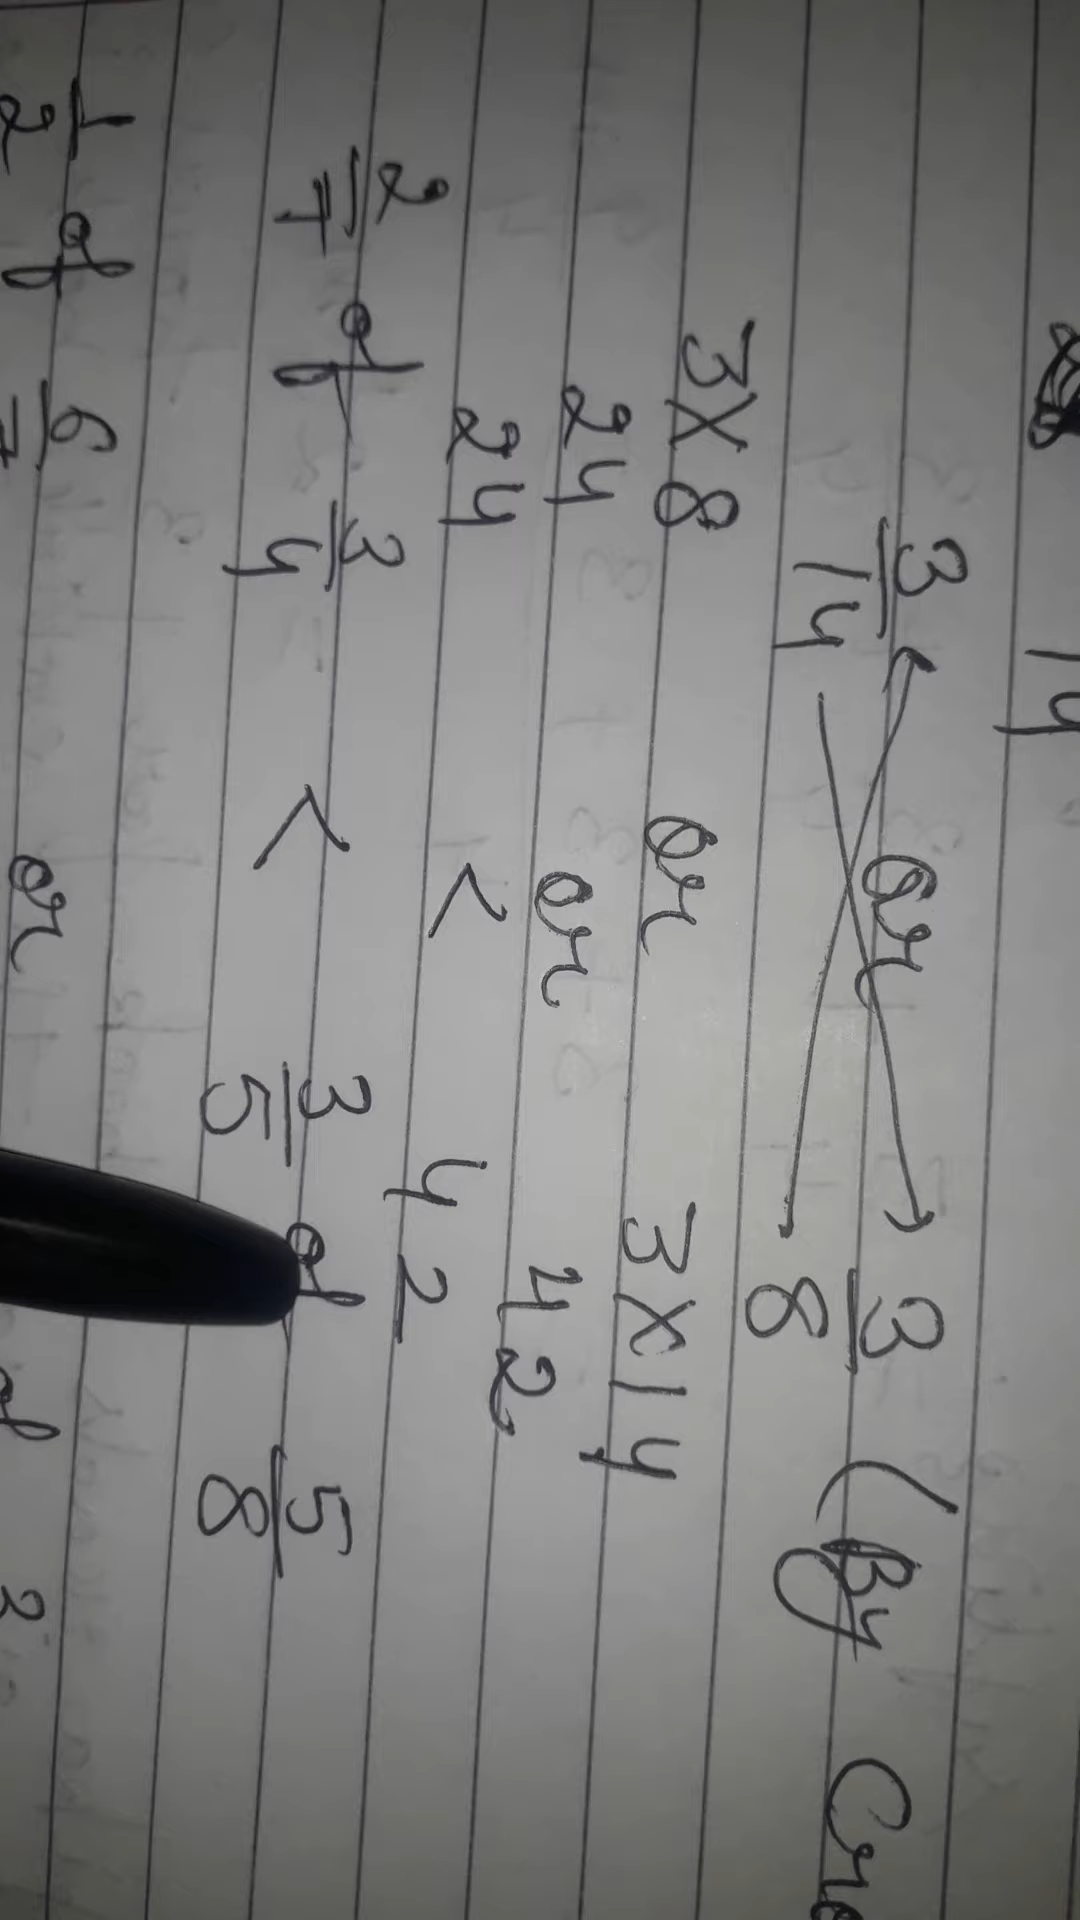 14
3/14 or 3/8 (By
3×8 or 3×14
24 or 42
24 < 42
2/7 of 3/4 < 3/5 of 5/8
1/2 of 6/7 or